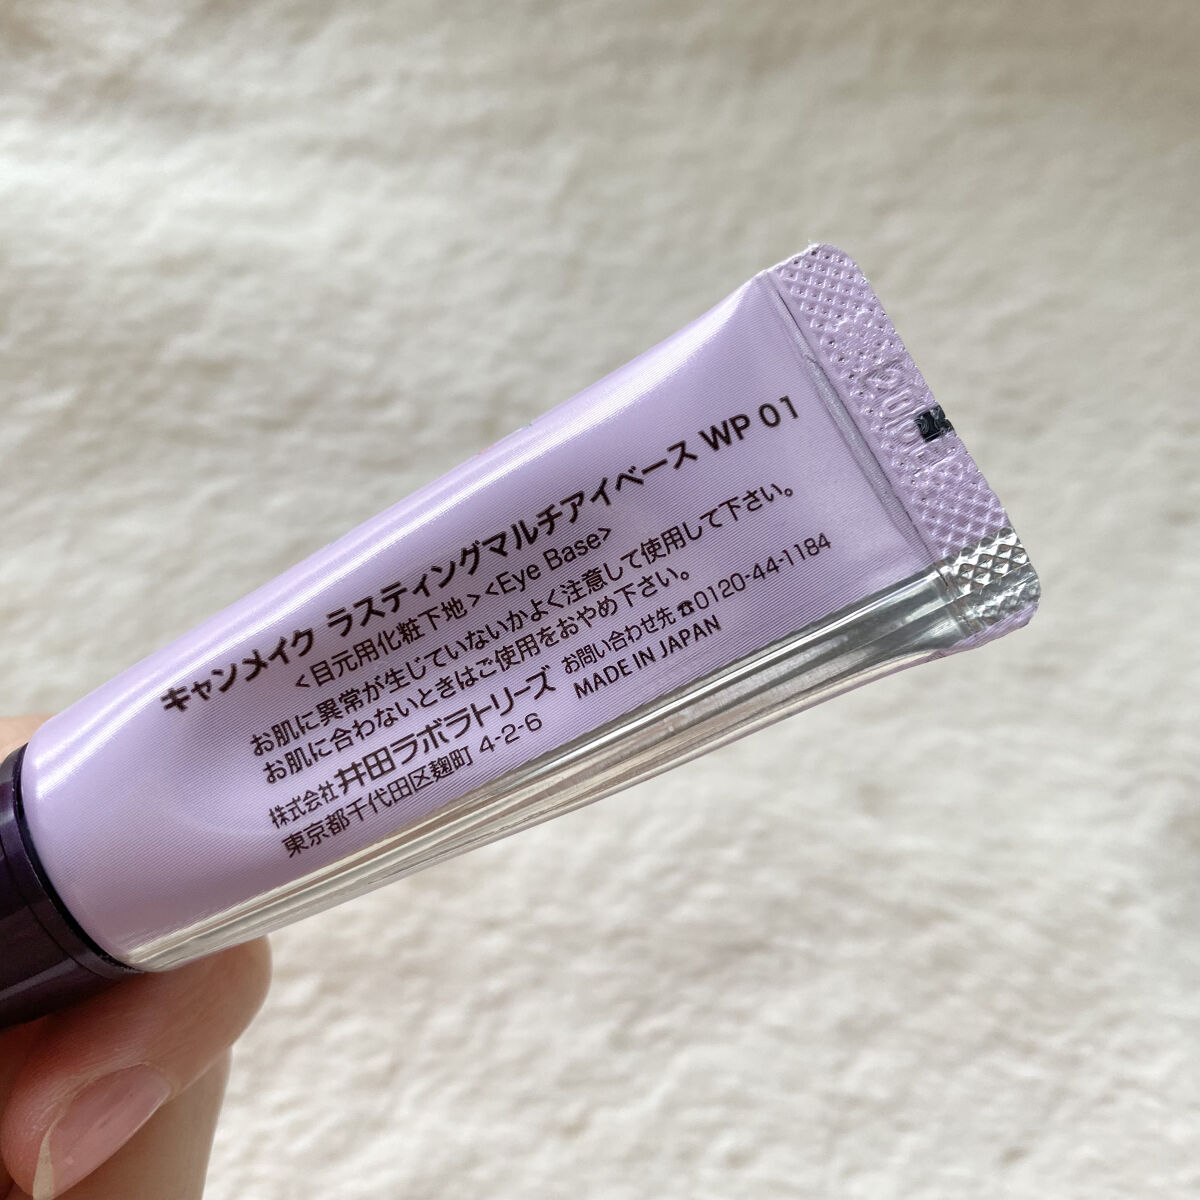 キャンメイク ラスティングマルチアイベース WP 01
<目元用化粧下地><Eye Base>
お肌に異常が生じていないかよく注意して使用して下さい。
お肌に合わないときはご使用をおやめ下さい。
株式会社井田ラボラトリーズ お問い合わせ先 ☎0120-44-1184
東京都千代田区麹町 4-2-6 MADE IN JAPAN